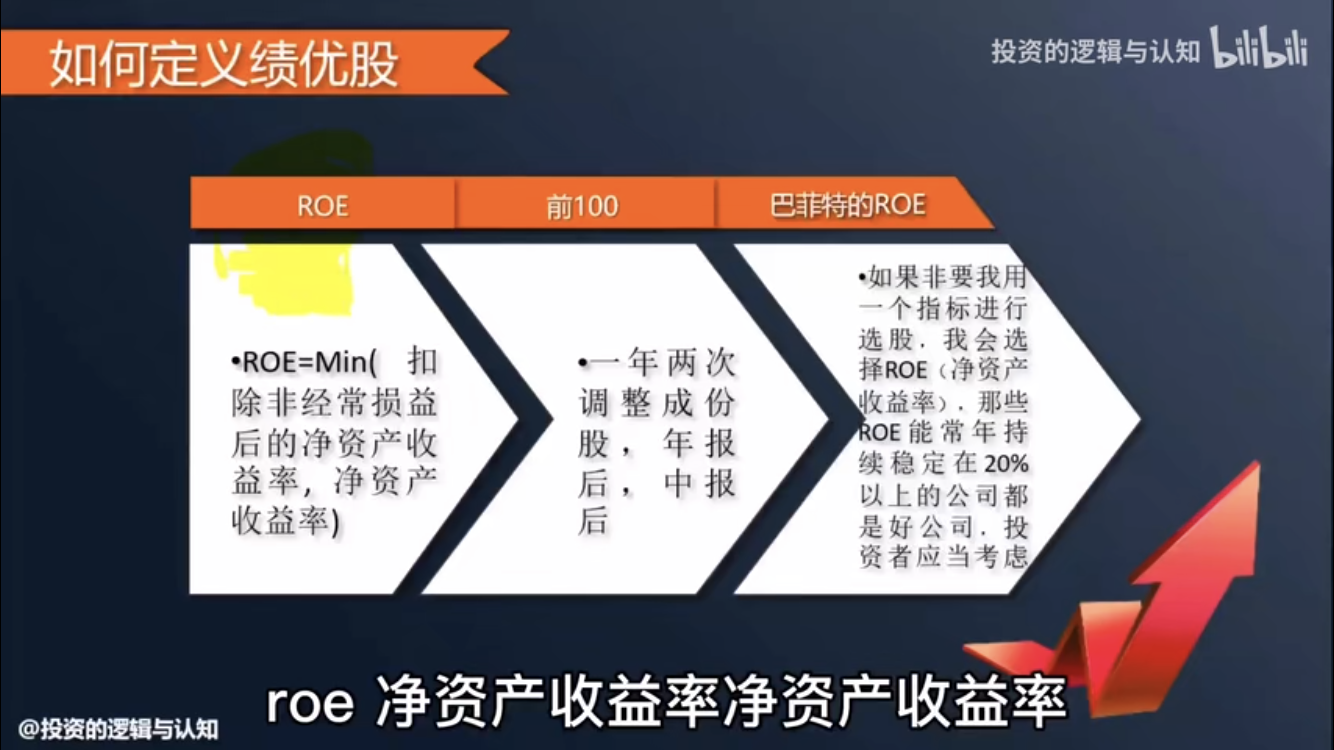 如何定义绩优股
投资的逻辑与认知 bilibili
ROE
前100
巴菲特的ROE
•ROE=Min( 扣
除非经常损益
后的净资产收
益率, 净资产
收益率)
•一年两次
调整成份
股，年报
后，中报
后
•如果非要我用
一个指标进行
选股．我会选
择ROE（净资产
收益率）．那些
ROE能常年持
续稳定在20%
以上的公司都
是好公司．投
资者应当考虑
roe 净资产收益率净资产收益率
@投资的逻辑与认知